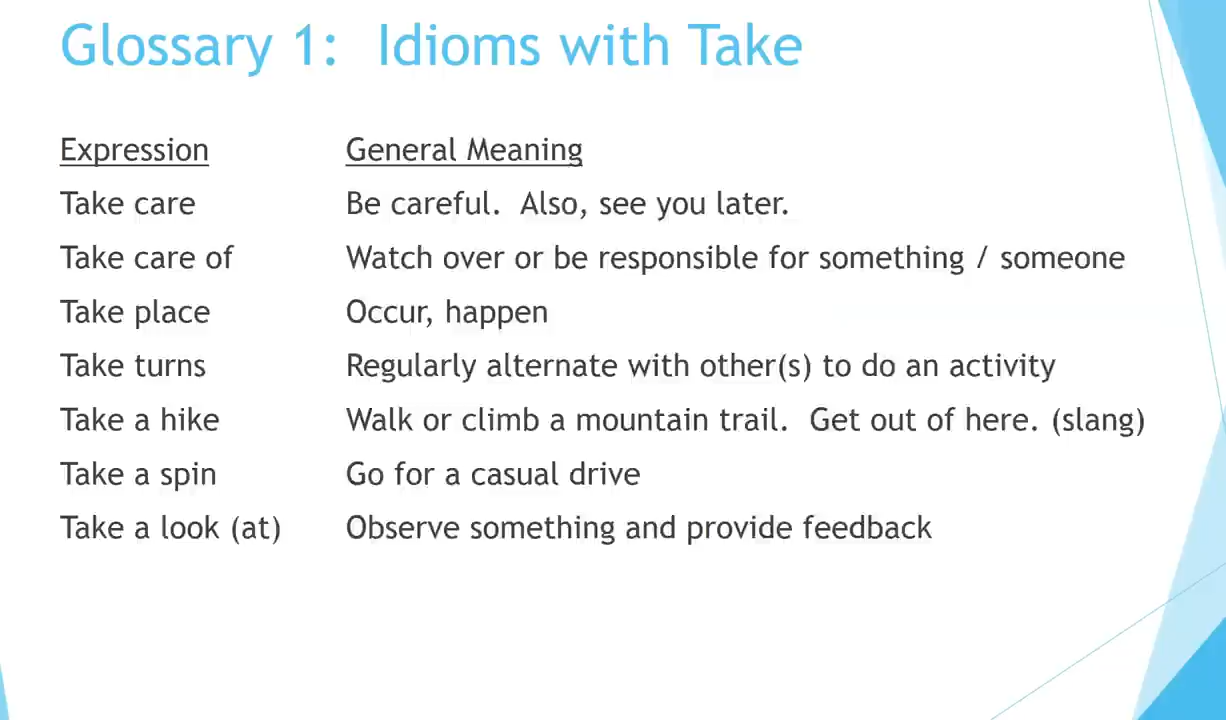 Glossary 1:  Idioms with Take
Expression General Meaning
Take care Be careful.  Also, see you later.
Take care of Watch over or be responsible for something / someone
Take place Occur, happen
Take turns Regularly alternate with other(s) to do an activity
Take a hike Walk or climb a mountain trail.  Get out of here. (slang)
Take a spin Go for a casual drive
Take a look (at) Observe something and provide feedback